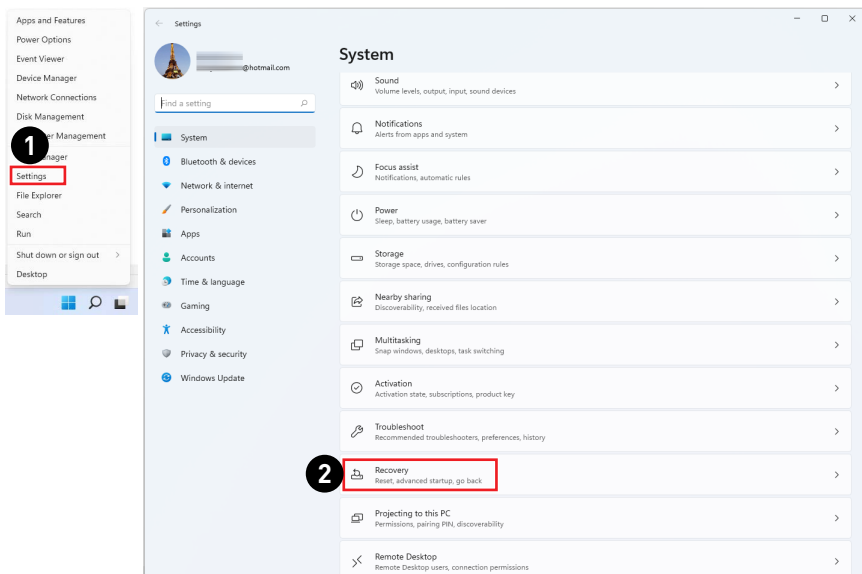 Apps and Features
Power Options
Event Viewer
Device Manager
Network Connections
Disk Management
Management
1
Settings
File Explorer
Search
Run
Shut down or sign out
Desktop
Settings
@hotmail.com
Find a setting
System
Bluetooth & devices
Network & internet
Personalization
Apps
Accounts
Time & language
Gaming
Accessibility
Privacy & security
Windows Update
System
Sound
Volume levels, output, input, sound devices
Notifications
Alerts from apps and system
Focus assist
Notifications, automatic rules
Power
Sleep, battery usage, battery saver
Storage
Storage space, drives, configuration rules
Nearby sharing
Discoverability, received files location
Multitasking
Snap windows, desktops, task switching
Activation
Activation state, subscriptions, product key
Troubleshoot
Recommended troubleshooters, preferences, history
2
Recovery
Reset, advanced startup, go back
Projecting to this PC
Permissions, pairing PIN, discoverability
Remote Desktop
Remote Desktop users, connection permissions